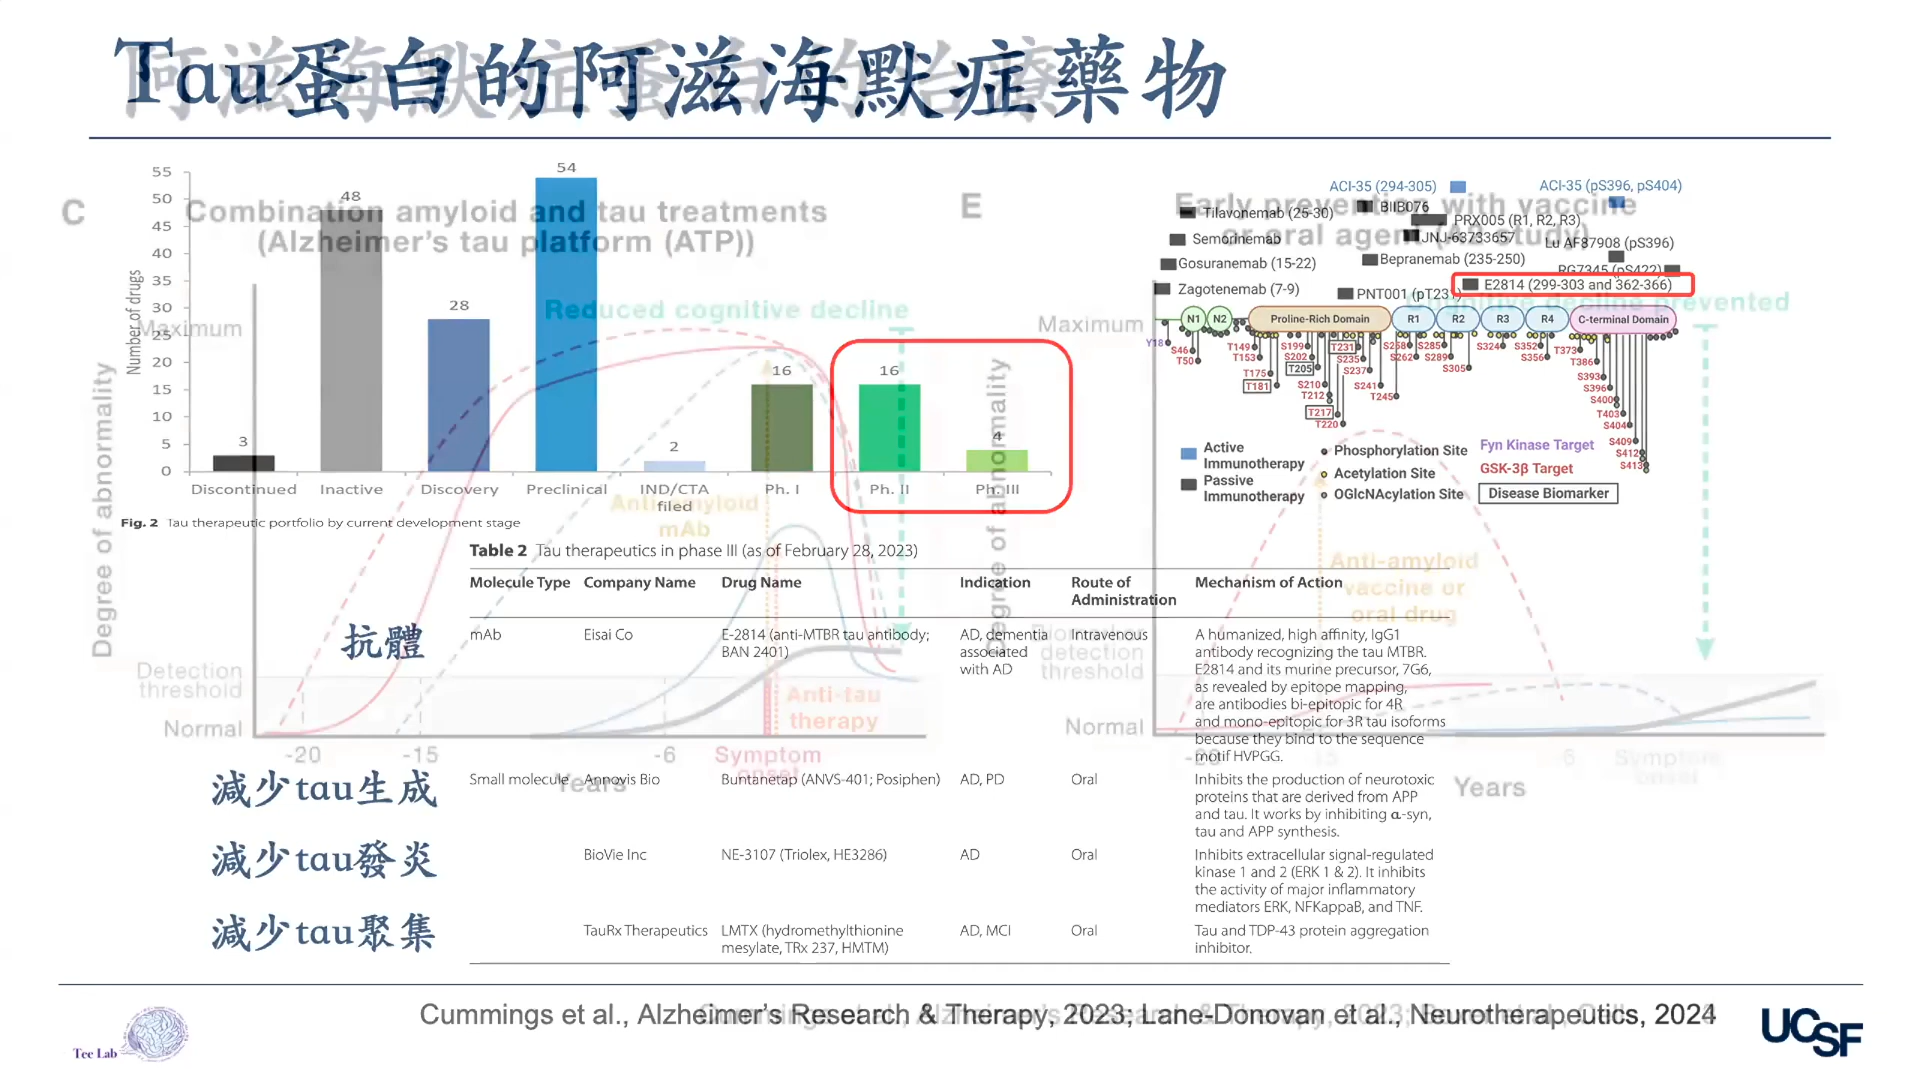 Tau蛋白的阿滋海默症藥物
C
Combination amyloid and tau treatments
(Alzheimer's tau platform (ATP))
Reduced cognitive decline
Degree of abnormality
Maximum
Detection
threshold
Normal
-20
-15
-6
Symptom
onset
Years
Anti-amyloid
mAb
Anti-tau
therapy
E
Early prevention with vaccine
or oral agent (A2 study)
Cognitive decline prevented
Degree of abnormality
Maximum
Biomarker
detection
threshold
Normal
Anti-amyloid
vaccine or
oral drug
-20
-15
-6
Symptom
onset
Years
Number of drugs
55
50
45
40
35
30
25
20
15
10
5
0
3
48
28
54
2
16
16
4
Discontinued
Inactive
Discovery
Preclinical
IND/CTA
filed
Ph. I
Ph. II
Ph. III
Fig. 2 Tau therapeutic portfolio by current development stage
ACI-35 (294-305)
ACI-35 (pS396, pS404)
Tilavonemab (25-30)
BIIB076
PRX005 (R1, R2, R3)
Semorinemab
JNJ-63733657
Lu AF87908 (pS396)
Gosuranemab (15-22)
Bepranemab (235-250)
RG7345 (pS422)
Zagotenemab (7-9)
PNT001 (pT231)
E2814 (299-303 and 362-366)
N1
N2
Proline-Rich Domain
R1
R2
R3
R4
C-terminal Domain
Y18
S46
T50
T149
T153
T175
T181
S199
S202
T205
S210
T212
T217
T220
T231
S235
S237
S241
T245
S258
S262
S285
S289
S305
S324
S352
S356
T373
T386
S393
S396
S400
T403
S404
S409
S412
S413
Active
Immunotherapy
Passive
Immunotherapy
Phosphorylation Site
Acetylation Site
OGlcNAcylation Site
Fyn Kinase Target
GSK-3β Target
Disease Biomarker
Table 2 Tau therapeutics in phase III (as of February 28, 2023)
Molecule Type Company Name Drug Name Indication Route of Administration Mechanism of Action
抗體
mAb
Eisai Co
E-2814 (anti-MTBR tau antibody;
BAN 2401)
AD, dementia
associated
with AD
Intravenous
A humanized, high affinity, IgG1
antibody recognizing the tau MTBR.
E2814 and its murine precursor, 7G6,
as revealed by epitope mapping,
are antibodies bi-epitopic for 4R
and mono-epitopic for 3R tau isoforms
because they bind to the sequence
motif HVPGG.
減少tau生成
Small molecule
Annovis Bio
Buntanetap (ANVS-401; Posiphen)
AD, PD
Oral
Inhibits the production of neurotoxic
proteins that are derived from APP
and tau. It works by inhibiting α-syn,
tau and APP synthesis.
減少tau發炎
BioVie Inc
NE-3107 (Triolex, HE3286)
AD
Oral
Inhibits extracellular signal-regulated
kinase 1 and 2 (ERK 1 & 2). It inhibits
the activity of major inflammatory
mediators ERK, NFKappaB, and TNF.
減少tau聚集
TauRx Therapeutics
LMTX (hydromethylthionine
mesylate, TRx 237, HMTM)
AD, MCI
Oral
Tau and TDP-43 protein aggregation
inhibitor.
Tee Lab
Cummings et al., Alzheimer's Research & Therapy, 2023; Lane-Donovan et al., Neurotherapeutics, 2024
UCSF